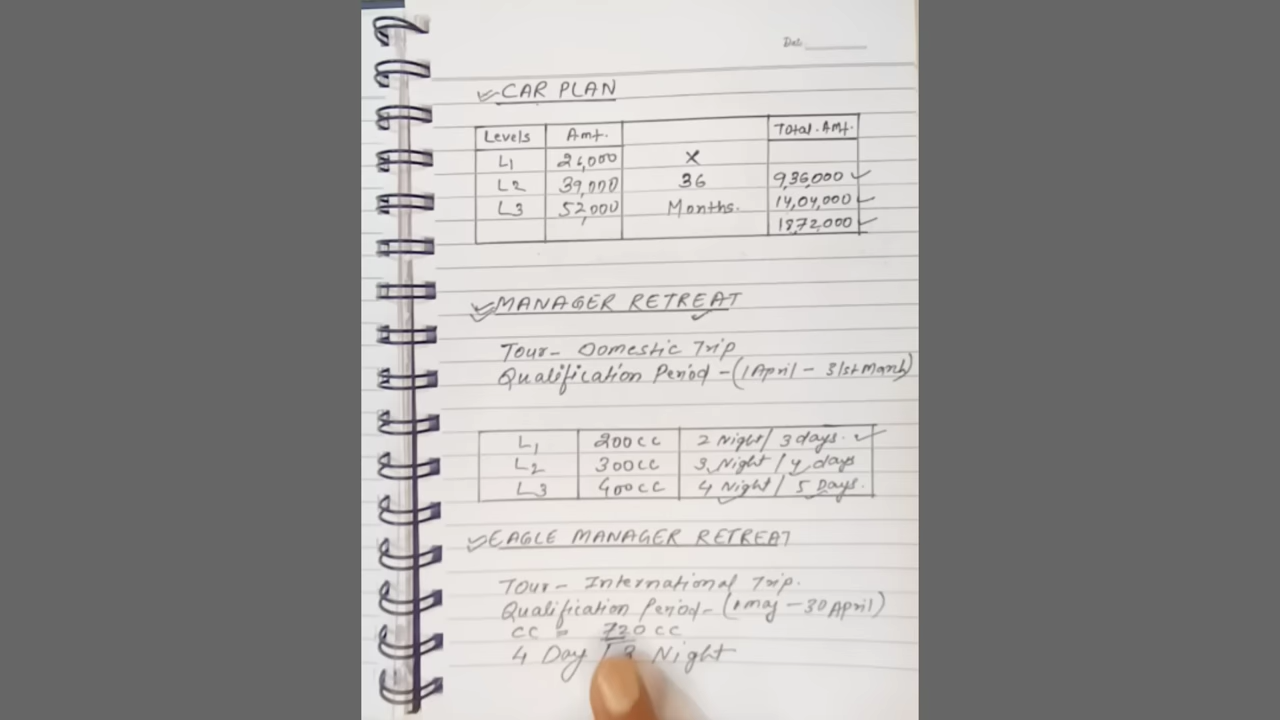 Date
CAR PLAN
Levels Amt. Total Amt.
L1 26,000 X
L2 39,000 36 9,36,000
L3 52,000 Months. 14,04,000
18,72,000
MANAGER RETREAT
Tour - Domestic Trip
Qualification Period - (1 April - 31st March)
L1 200cc 2 Night / 3 days.
L2 300cc 3 Night / 4 days
L3 400cc 4 Night / 5 Days.
EAGLE MANAGER RETREAT
Tour - International Trip.
Qualification Period - (1 may - 30 April)
CC = 720 CC
4 Day / 3 Night